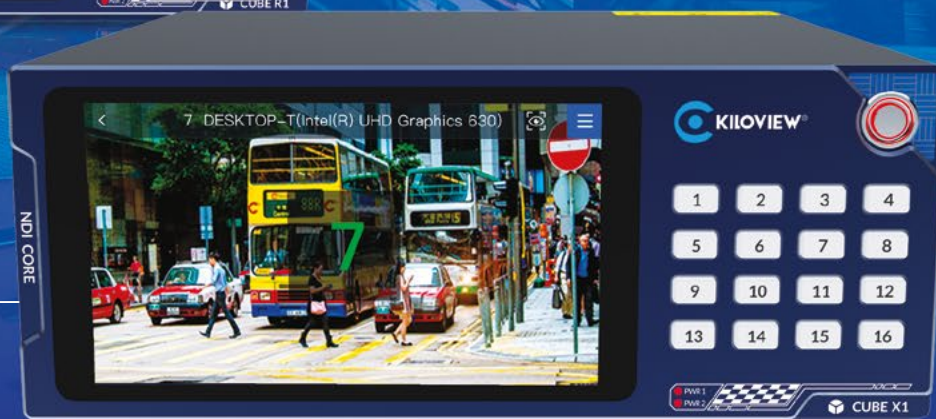 CUBE R1
7 DESKTOP-T(Intel(R) UHD Graphics 630)
7
KILOVIEW®
NDI CORE
1 2 3 4
5 6 7 8
9 10 11 12
13 14 15 16
PWR 1
PWR 2
CUBE X1